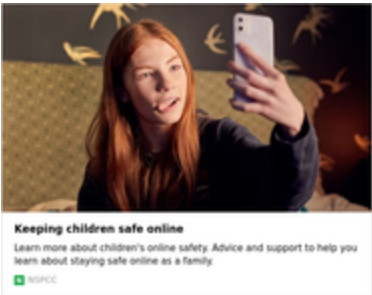 Keeping children safe online
Learn more about children's online safety. Advice and support to help you
learn about staying safe online as a family.
NSPCC